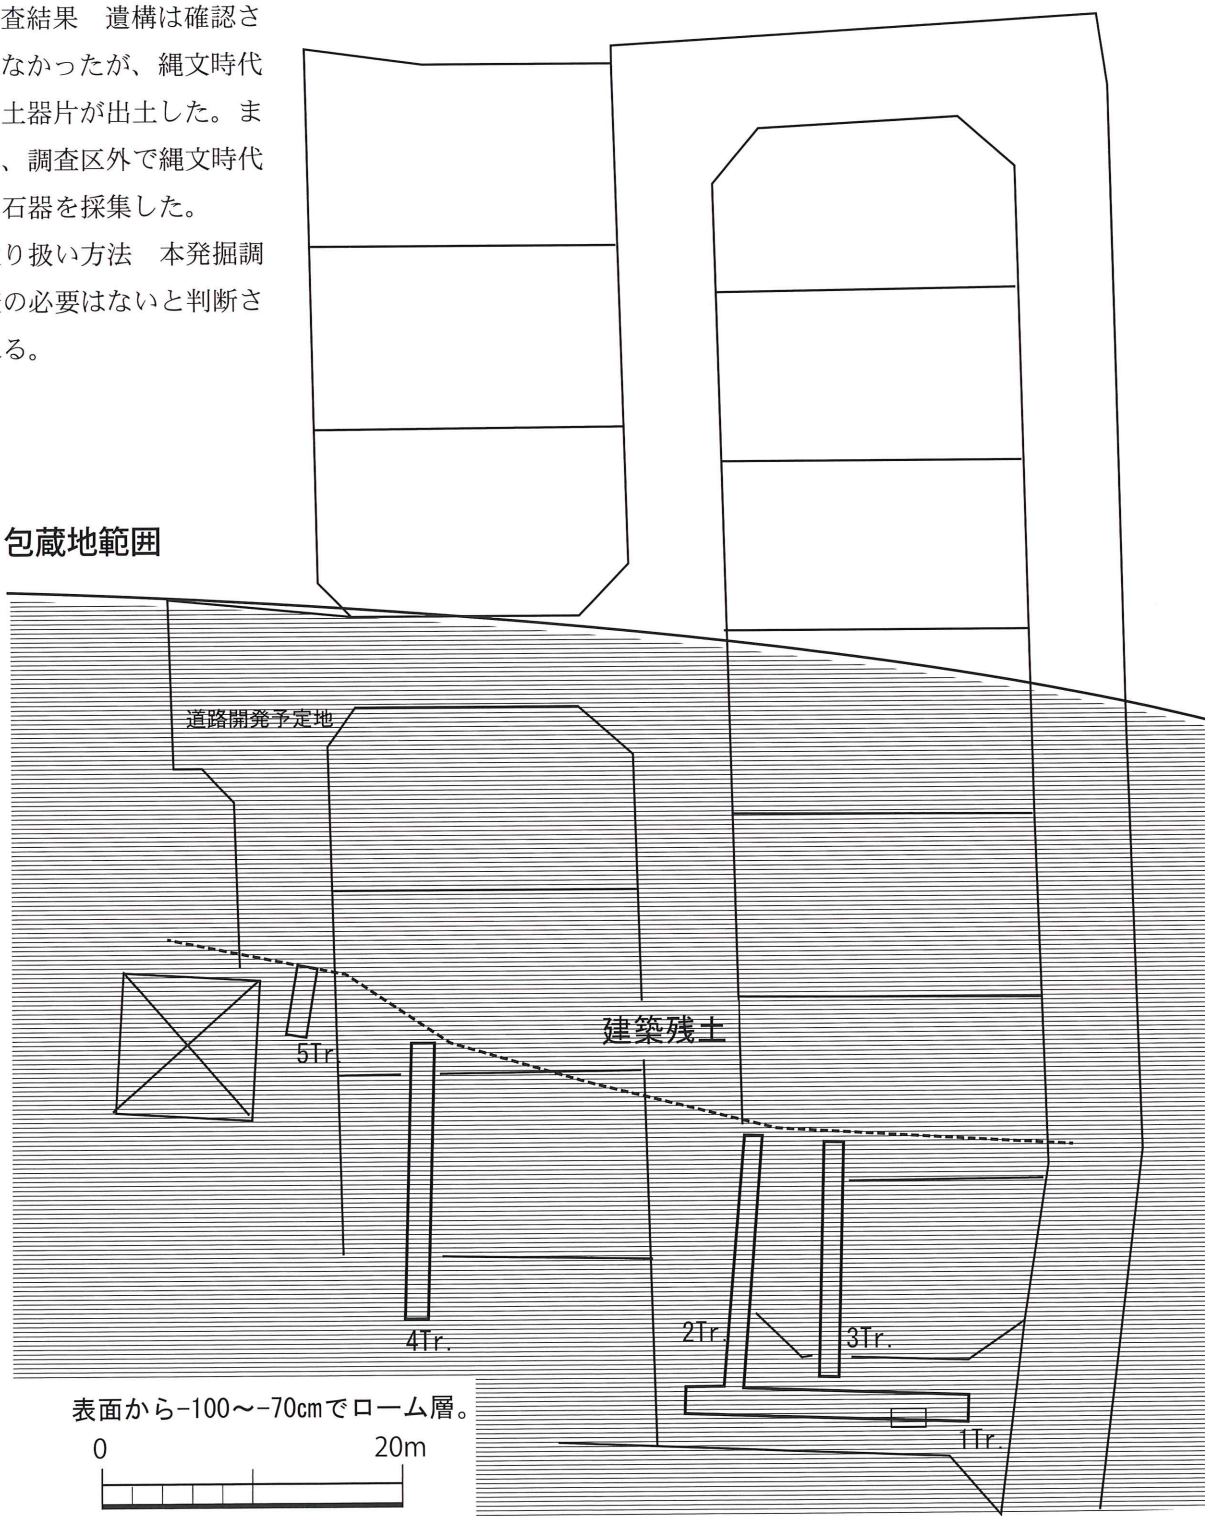 査結果　遺構は確認さ
なかったが、縄文時代
土器片が出土した。ま
、調査区外で縄文時代
石器を採集した。
り扱い方法　本発掘調
の必要はないと判断さ
る。
包蔵地範囲
道路開発予定地
建築残土
5Tr.
4Tr.
2Tr.
3Tr.
1Tr.
表面から-100～-70cmでローム層。
0
20m